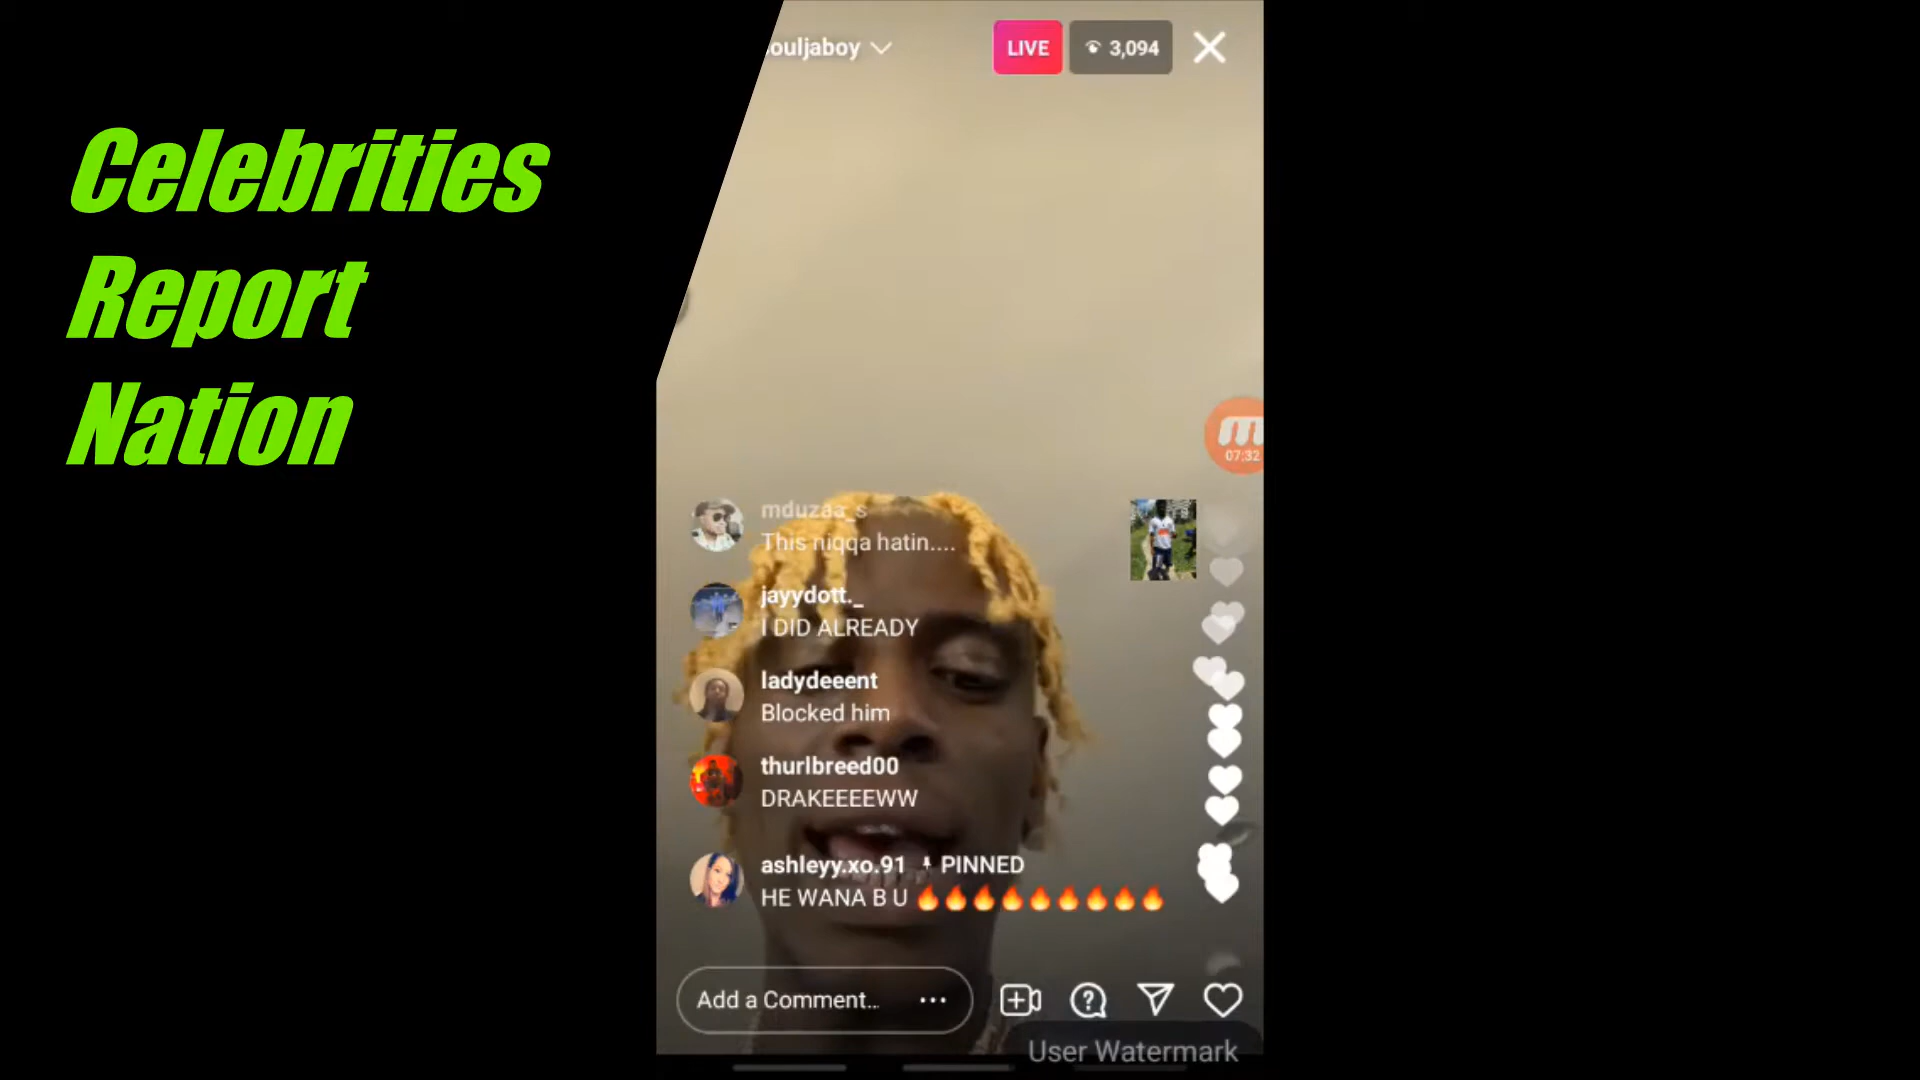 Celebrities
Report
Nation
ouljaboy
LIVE
3,094
07:32
mduzaa_s
This niqqa hatin....
jayydott._
I DID ALREADY
ladydeeent
Blocked him
thurlbreed00
DRAKEEEEWW
ashleyy.xo.91 PINNED
HE WANA B U 🔥🔥🔥🔥🔥🔥🔥🔥🔥
Add a Comment...
User Watermark